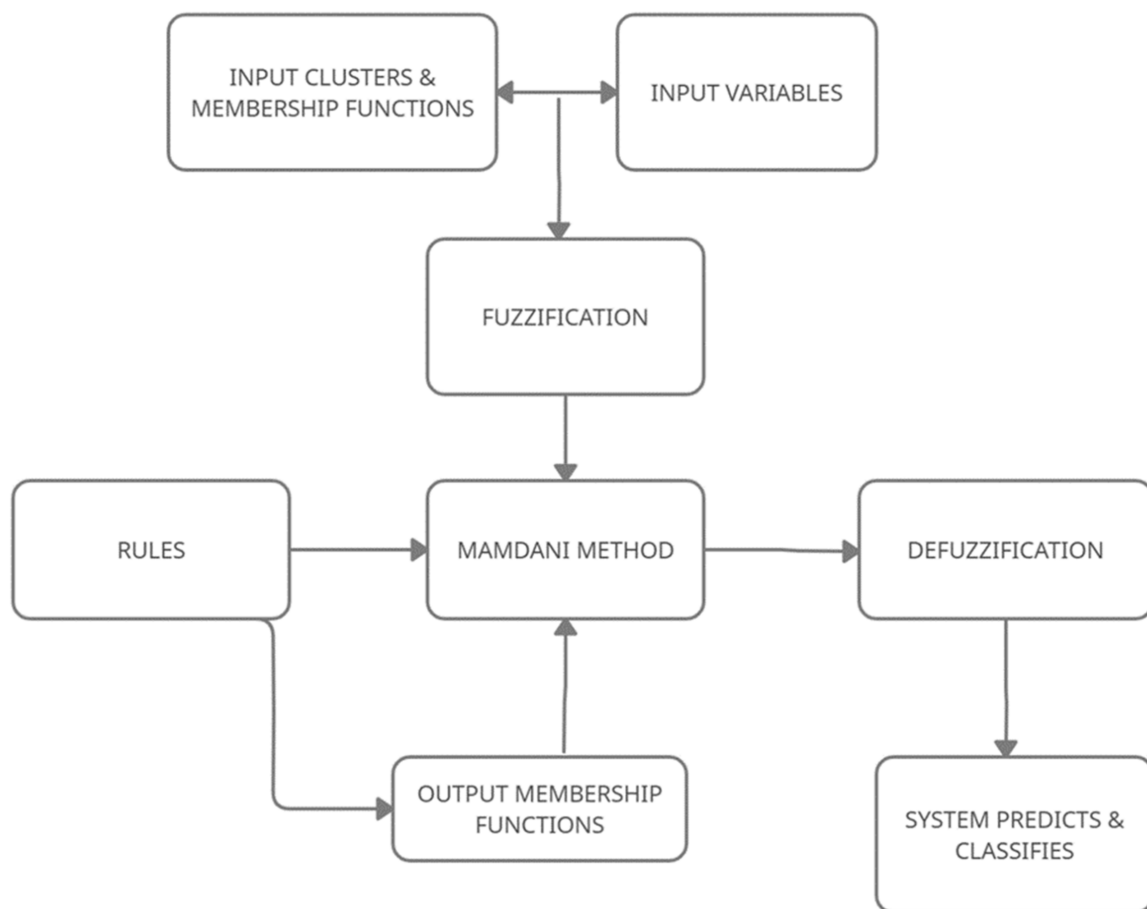 INPUT CLUSTERS &
MEMBERSHIP FUNCTIONS
INPUT VARIABLES
FUZZIFICATION
RULES
MAMDANI METHOD
DEFUZZIFICATION
OUTPUT MEMBERSHIP
FUNCTIONS
SYSTEM PREDICTS &
CLASSIFIES